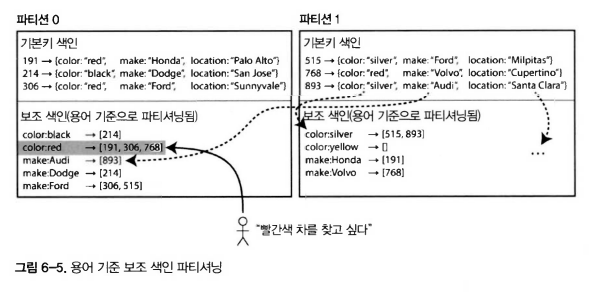 파티션 0
기본키 색인
191 → {color: "red", make: "Honda", location: "Palo Alto"}
214 → {color: "black", make: "Dodge", location: "San Jose"}
306 → {color: "red", make: "Ford", location: "Sunnyvale"}
보조 색인(용어 기준으로 파티셔닝됨)
color:black → [214]
color:red → [191, 306, 768]
make:Audi → [893]
make:Dodge → [214]
make:Ford → [306, 515]
파티션 1
기본키 색인
515 → {color: "silver", make: "Ford", location: "Milpitas"}
768 → {color: "red", make: "Volvo", location: "Cupertino"}
893 → {color: "silver", make: "Audi", location: "Santa Clara"}
보조 색인(용어 기준으로 파티셔닝됨)
color:silver → [515, 893]
color:yellow → []
make:Honda → [191]
make:Volvo → [768]
...
"빨간색 차를 찾고 싶다"
그림 6-5. 용어 기준 보조 색인 파티셔닝